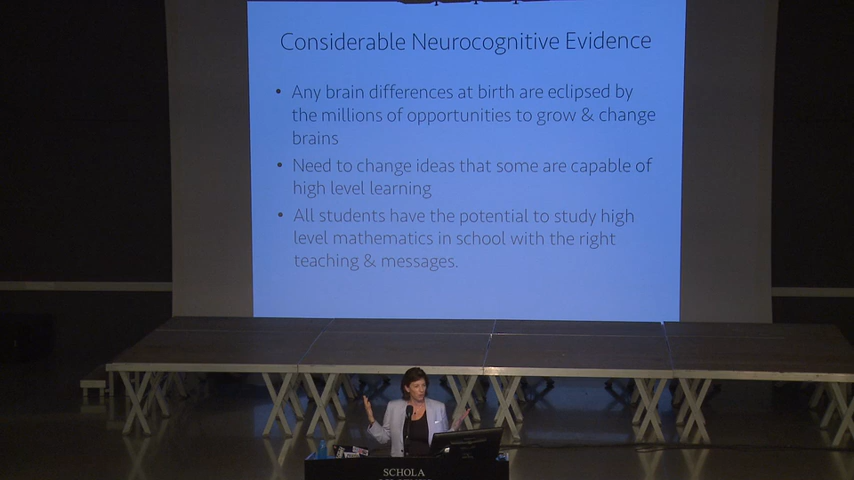 Considerable Neurocognitive Evidence
• Any brain differences at birth are eclipsed by
the millions of opportunities to grow & change
brains
• Need to change ideas that some are capable of
high level learning
• All students have the potential to study high
level mathematics in school with the right
teaching & messages.
SCHOLA